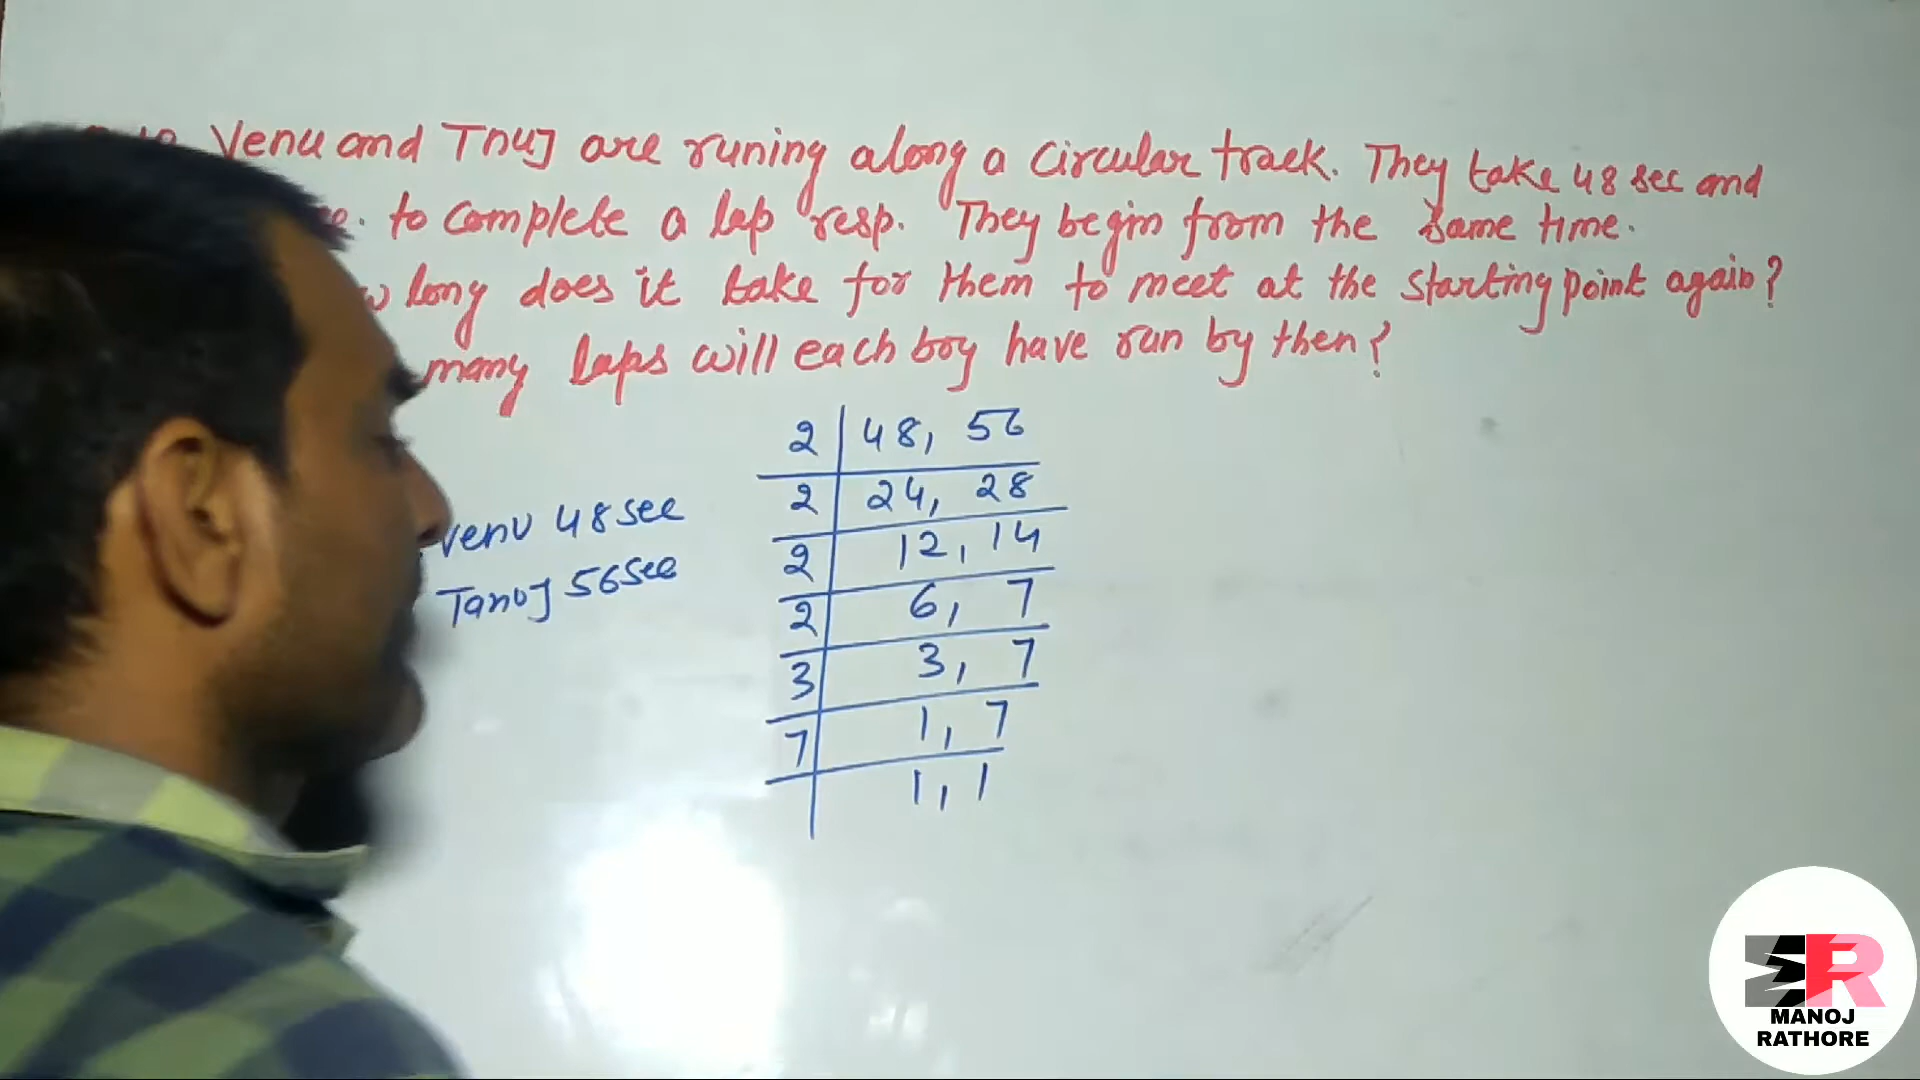 Venu and Tnuj are runing along a circular track. They take 48 sec and
to complete a lap resp. They begin from the same time.
long does it take for them to meet at the starting point again?
many laps will each boy have run by then?
2 48, 56
2 24, 28
venu 48 sec
2 12, 14
Tanuj 56 sec
2 6, 7
3 3, 7
7 1, 7
1, 1
MANOJ
RATHORE